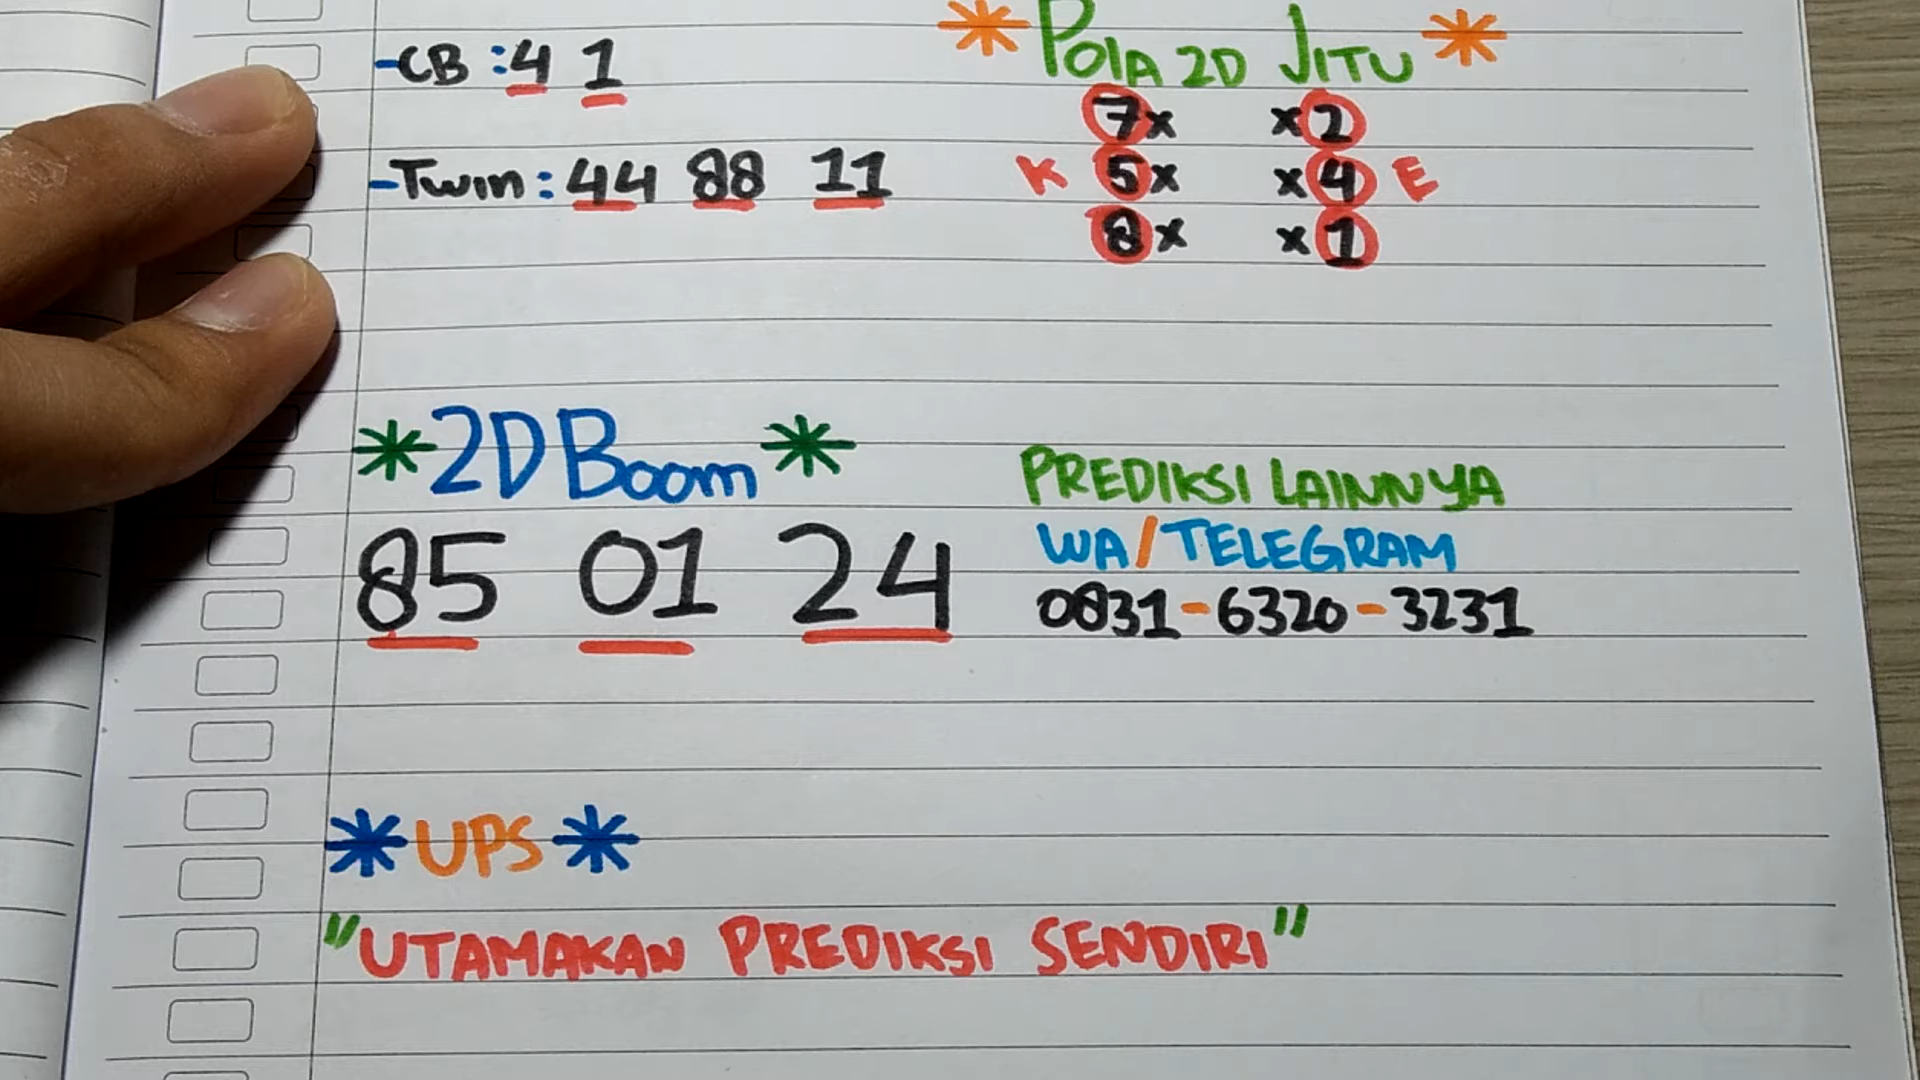 -CB : 4 1
-Twin : 44 88 11
* Pola 2D JITU *
7x x2
K 5x x4 E
8x x1
* 2D Boom *
85 01 24
PREDIKSI LAINNYA
WA/TELEGRAM
0831-6320-3231
* UPS *
"UTAMAKAN PREDIKSI SENDIRI"